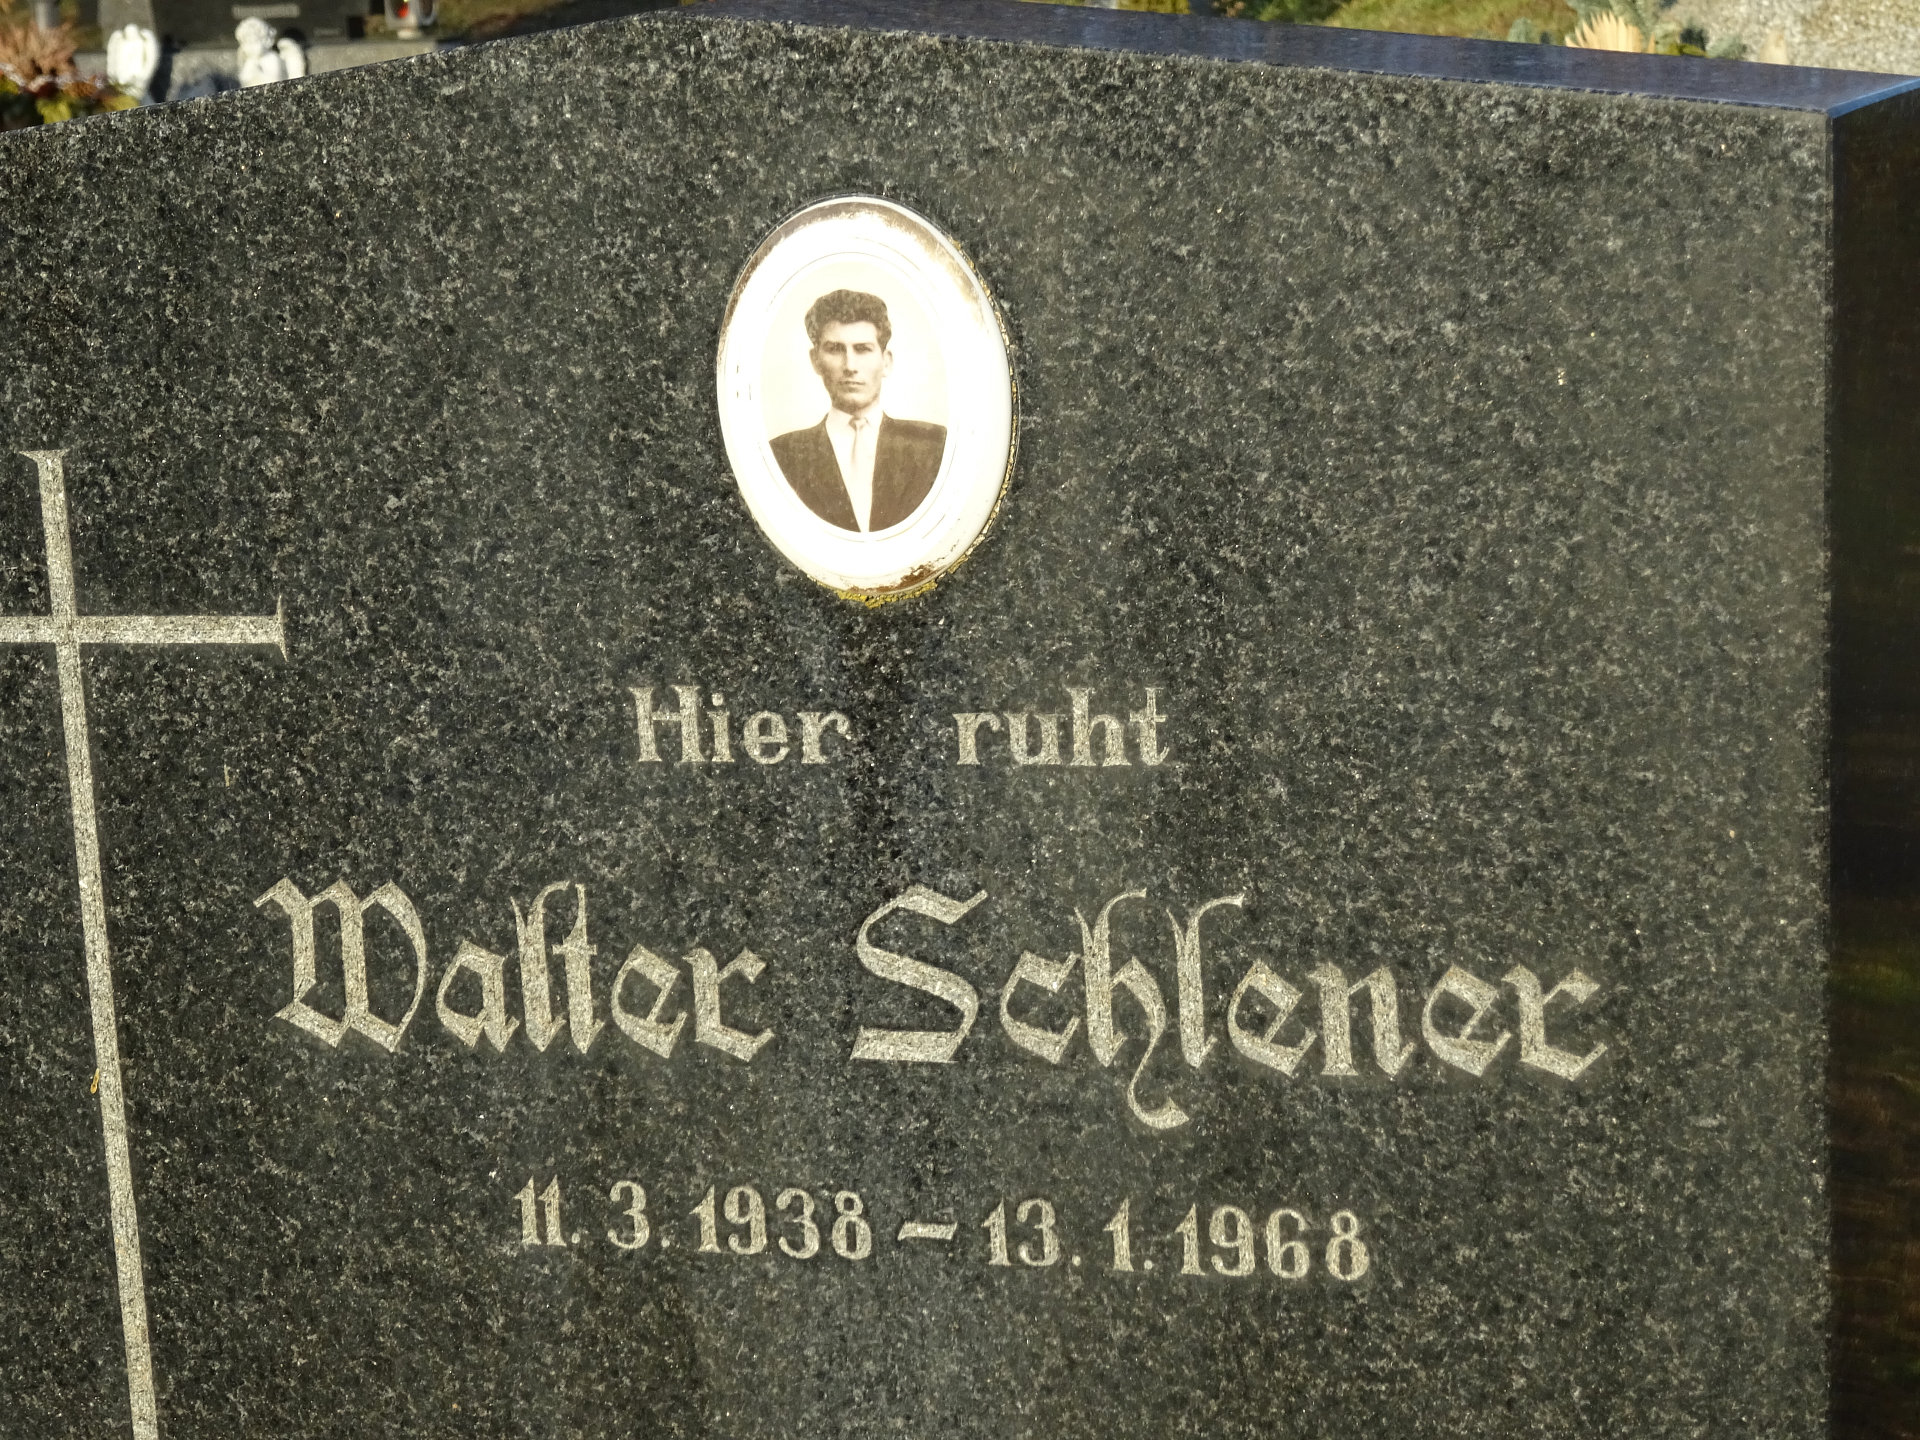 Hier ruht
Walter Schlener
11. 3. 1938 – 13. 1. 1968